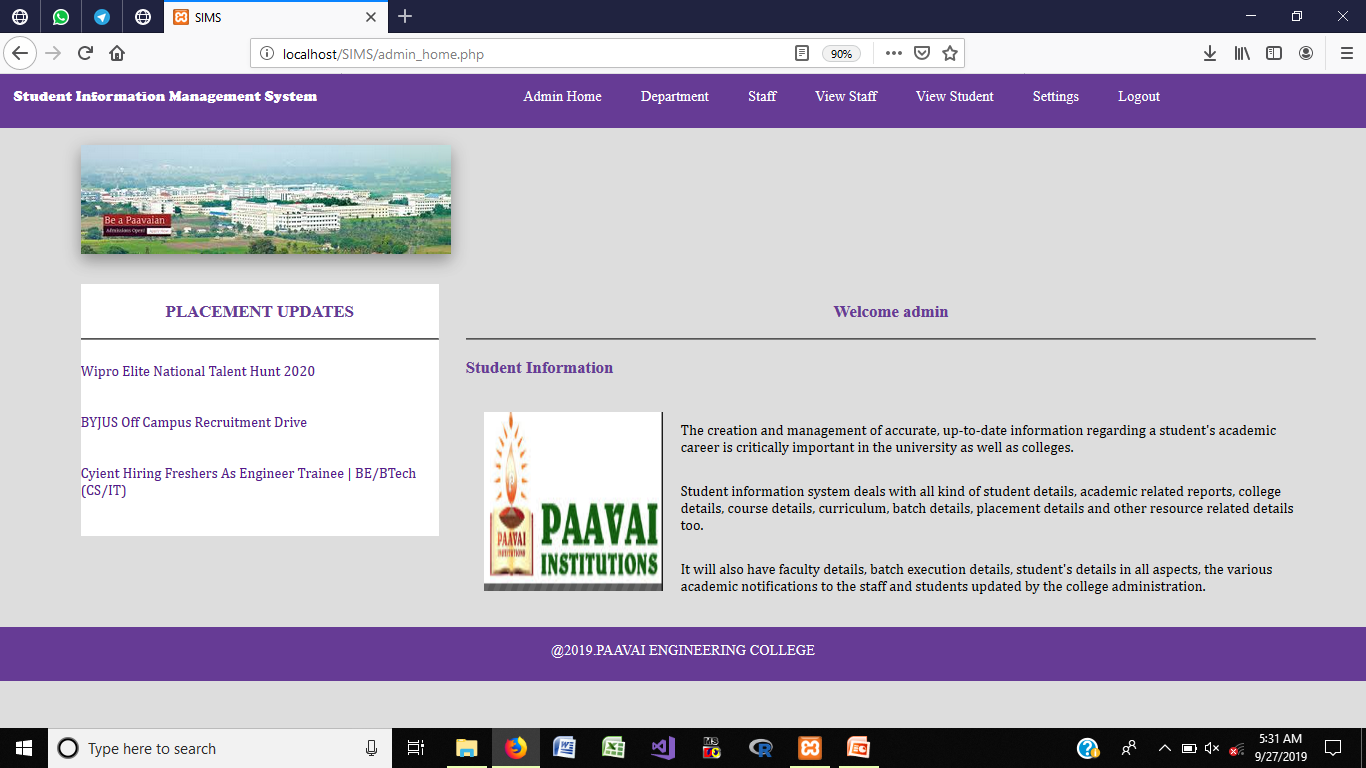 SIMS
localhost/SIMS/admin_home.php
90%
Student Information Management System
Admin Home
Department
Staff
View Staff
View Student
Settings
Logout
Be a Paavaian
Admissions Open!
PLACEMENT UPDATES
Wipro Elite National Talent Hunt 2020
BYJUS Off Campus Recruitment Drive
Cyient Hiring Freshers As Engineer Trainee | BE/BTech
(CS/IT)
Welcome admin
Student Information
PAAVAI
INSTITUTIONS
PAAVAI
INSTITUTIONS
The creation and management of accurate, up-to-date information regarding a student's academic
career is critically important in the university as well as colleges.
Student information system deals with all kind of student details, academic related reports, college
details, course details, curriculum, batch details, placement details and other resource related details
too.
It will also have faculty details, batch execution details, student's details in all aspects, the various
academic notifications to the staff and students updated by the college administration.
@2019.PAAVAI ENGINEERING COLLEGE
Type here to search
5:31 AM
9/27/2019